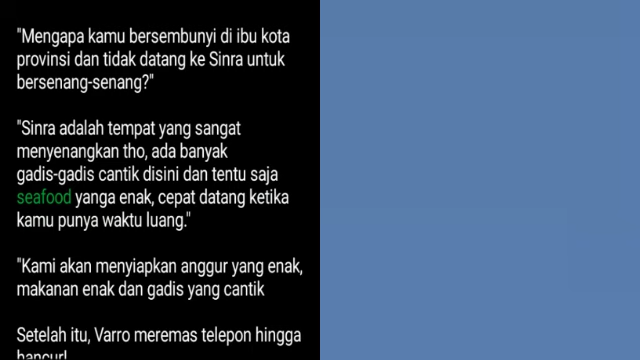 "Mengapa kamu bersembunyi di ibu kota
provinsi dan tidak datang ke Sinra untuk
bersenang-senang?"
"Sinra adalah tempat yang sangat
menyenangkan tho, ada banyak
gadis-gadis cantik disini dan tentu saja
seafood yanga enak, cepat datang ketika
kamu punya waktu luang."
"Kami akan menyiapkan anggur yang enak,
makanan enak dan gadis yang cantik
Setelah itu, Varro meremas telepon hingga
hancur!